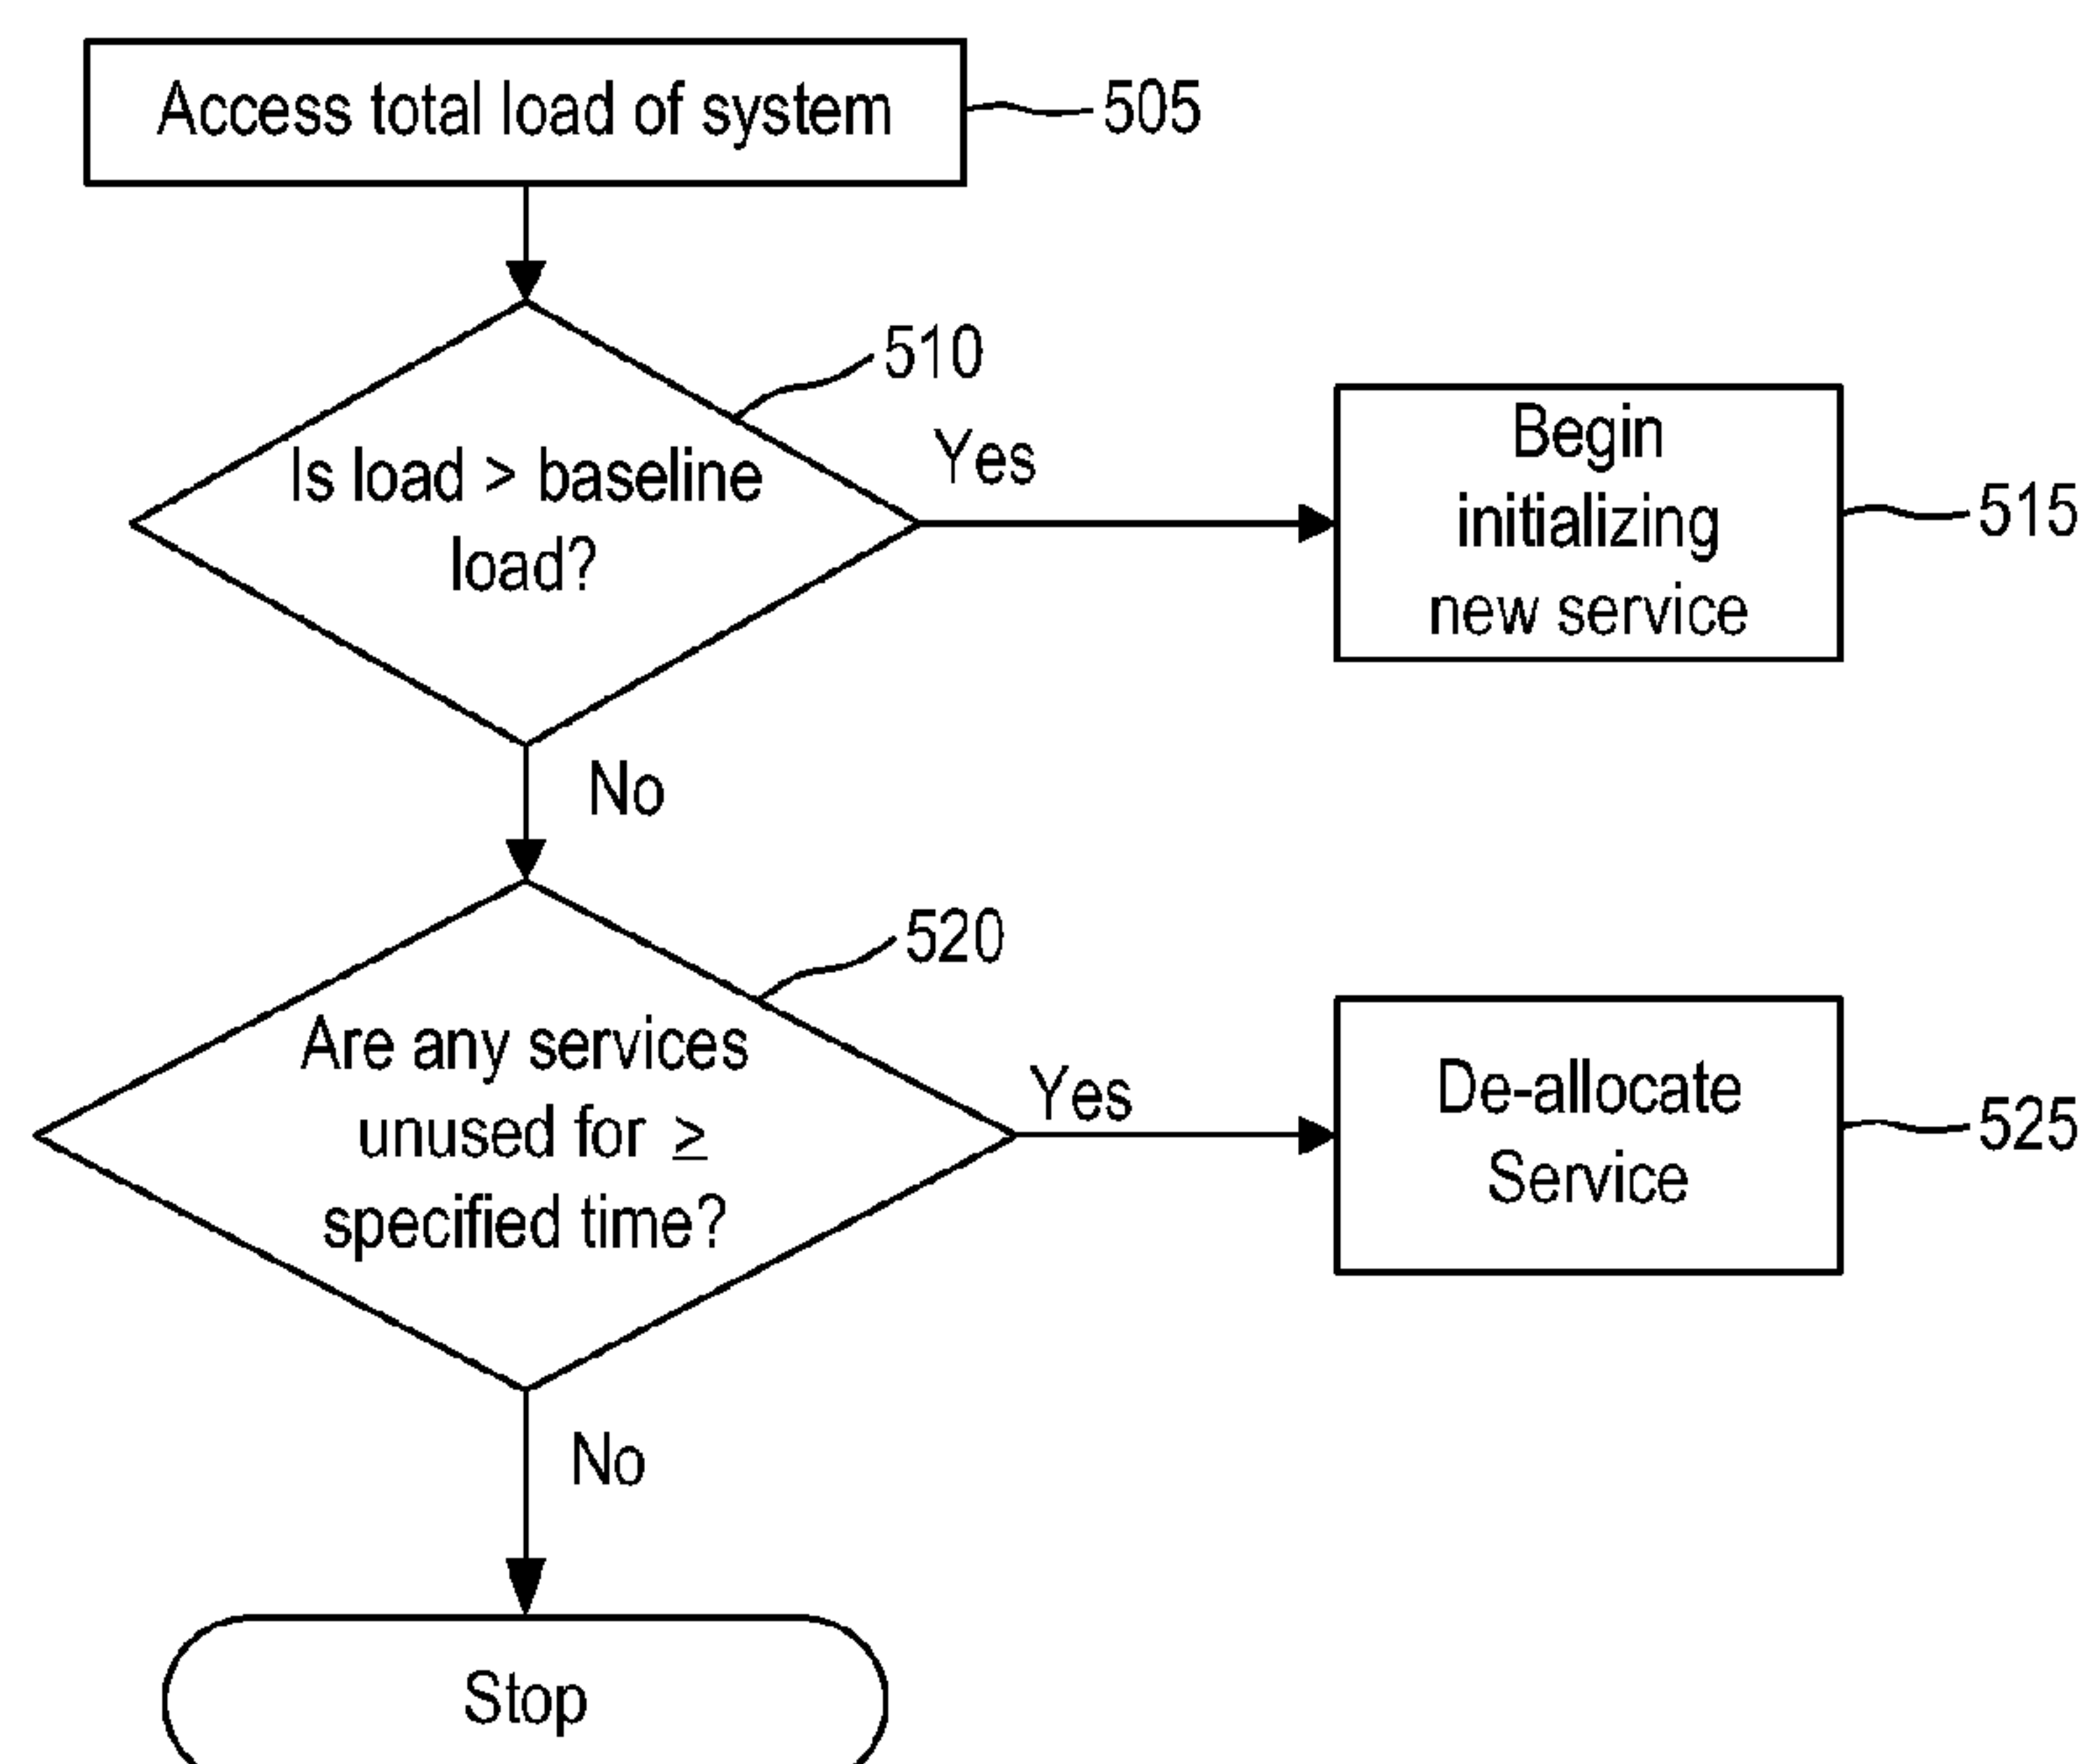 Access total load of system
505
510
Is load > baseline
load?
Yes
Begin
initializing
new service
515
No
520
Are any services
unused for ≥
specified time?
Yes
De-allocate
Service
525
No
Stop